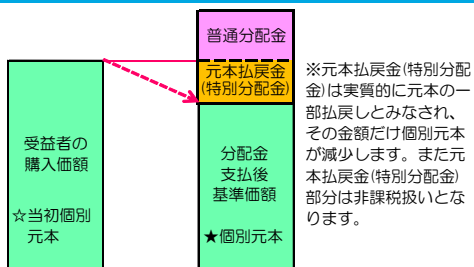 普通分配金
元本払戻金
(特別分配金)
受益者の
購入価額
☆当初個別
元本
分配金
支払後
基準価額
★個別元本
※元本払戻金(特別分配
金)は実質的に元本の一
部払戻しとみなされ、
その金額だけ個別元本
が減少します。また元
本払戻金(特別分配金)
部分は非課税扱いとな
ります。